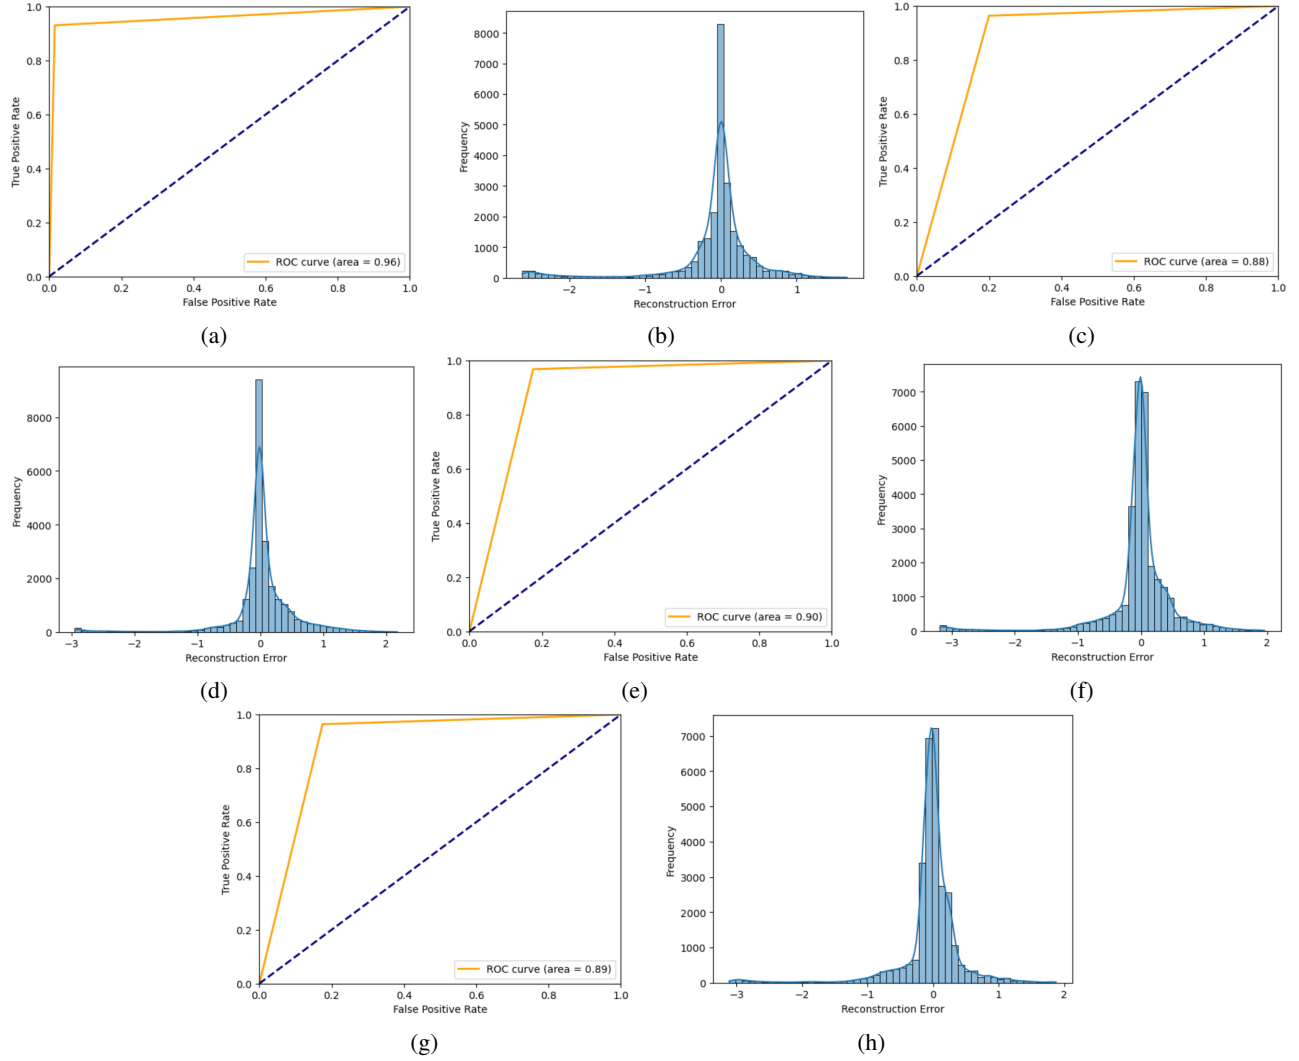 1.0
0.8
0.6
0.4
0.2
0.0
True Positive Rate
0.0 0.2 0.4 0.6 0.8 1.0
False Positive Rate
ROC curve (area = 0.96)
(a)
8000
7000
6000
5000
4000
3000
2000
1000
0
Frequency
−2 −1 0 1
Reconstruction Error
(b)
1.0
0.8
0.6
0.4
0.2
0.0
True Positive Rate
0.0 0.2 0.4 0.6 0.8 1.0
False Positive Rate
ROC curve (area = 0.88)
(c)
8000
6000
4000
2000
0
Frequency
−3 −2 −1 0 1 2
Reconstruction Error
(d)
1.0
0.8
0.6
0.4
0.2
0.0
True Positive Rate
0.0 0.2 0.4 0.6 0.8 1.0
False Positive Rate
ROC curve (area = 0.90)
(e)
7000
6000
5000
4000
3000
2000
1000
0
Frequency
−3 −2 −1 0 1 2
Reconstruction Error
(f)
1.0
0.8
0.6
0.4
0.2
0.0
True Positive Rate
0.0 0.2 0.4 0.6 0.8 1.0
False Positive Rate
ROC curve (area = 0.89)
(g)
7000
6000
5000
4000
3000
2000
1000
0
Frequency
−3 −2 −1 0 1 2
Reconstruction Error
(h)